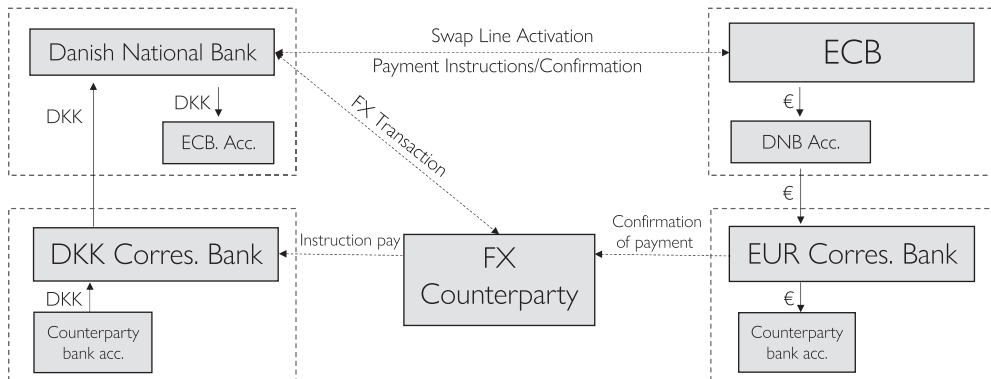 Danish National Bank
Swap Line Activation
Payment Instructions/Confirmation
ECB
DKK
DKK
ECB. Acc.
FX Transaction
€
DNB Acc.
€
DKK Corres. Bank
Instruction pay
FX
Counterparty
Confirmation
of payment
EUR Corres. Bank
DKK
Counterparty
bank acc.
€
Counterparty
bank acc.